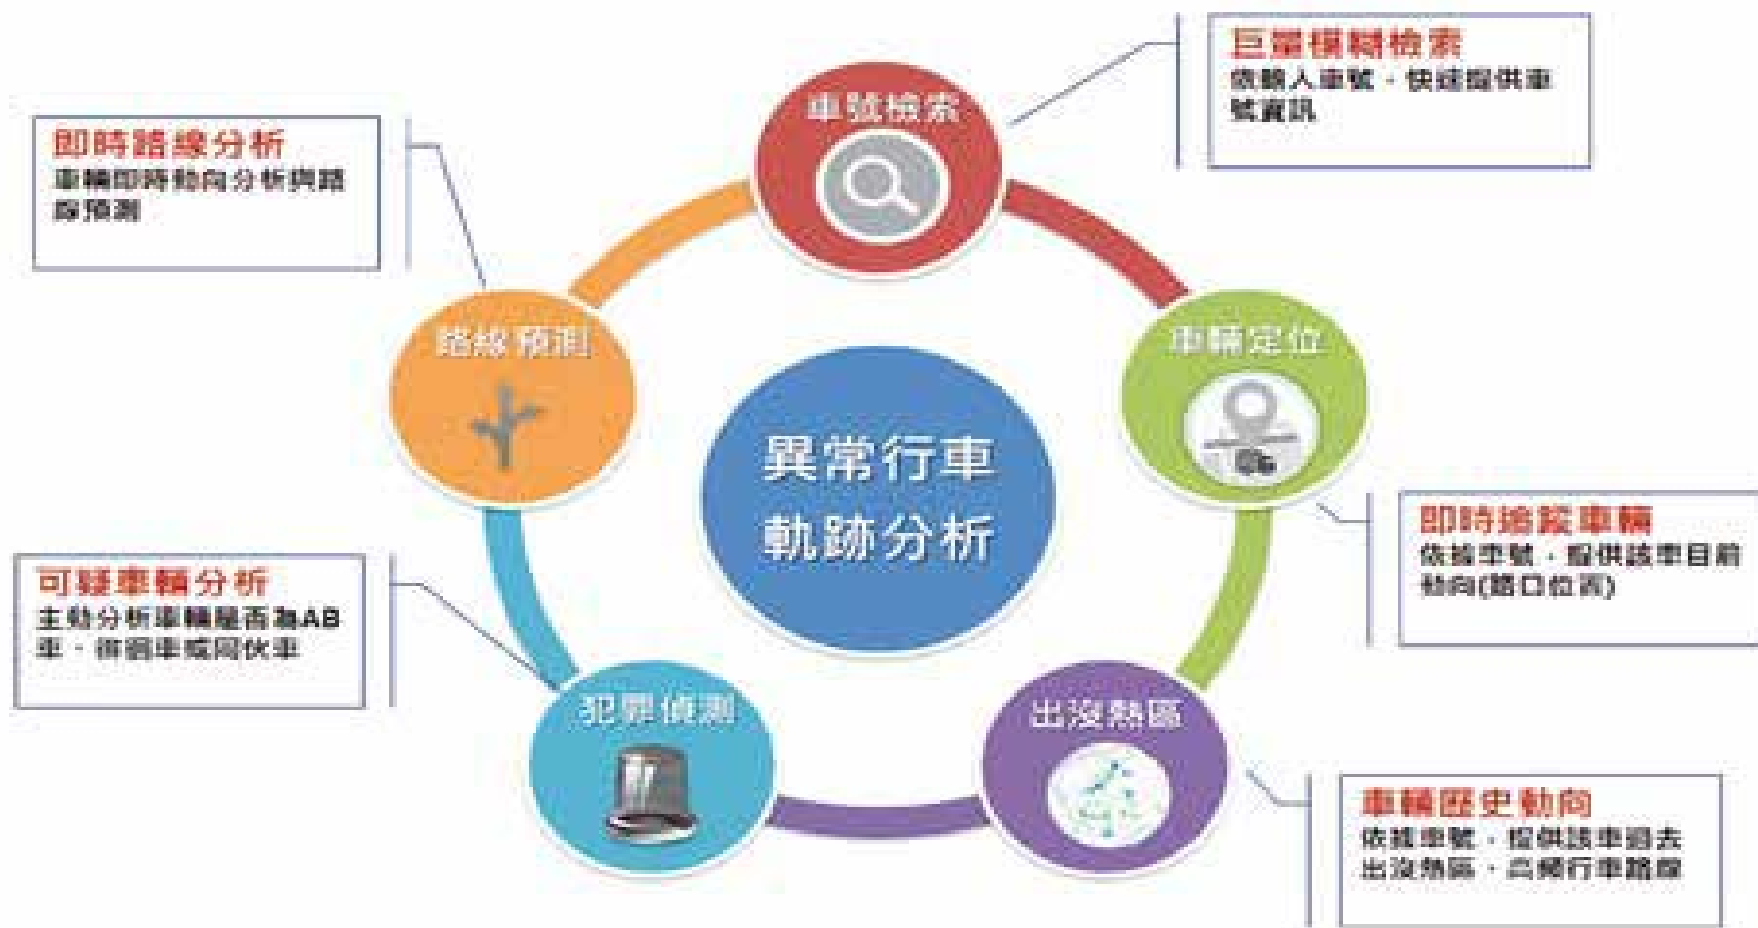 車號檢索
巨量模糊檢索
依輸入車號，快速提供車
號資訊
車輛定位
即時追蹤車輛
依據車號，提供該車目前
動向(路口位置)
出沒熱區
車輛歷史動向
依據車號，提供該車過去
出沒熱區、高頻行車路線
犯罪偵測
可疑車輛分析
主動分析車輛是否為AB
車、徘徊車或同伙車
路線預測
即時路線分析
車輛即時動向分析與路
線預測
異常行車
軌跡分析